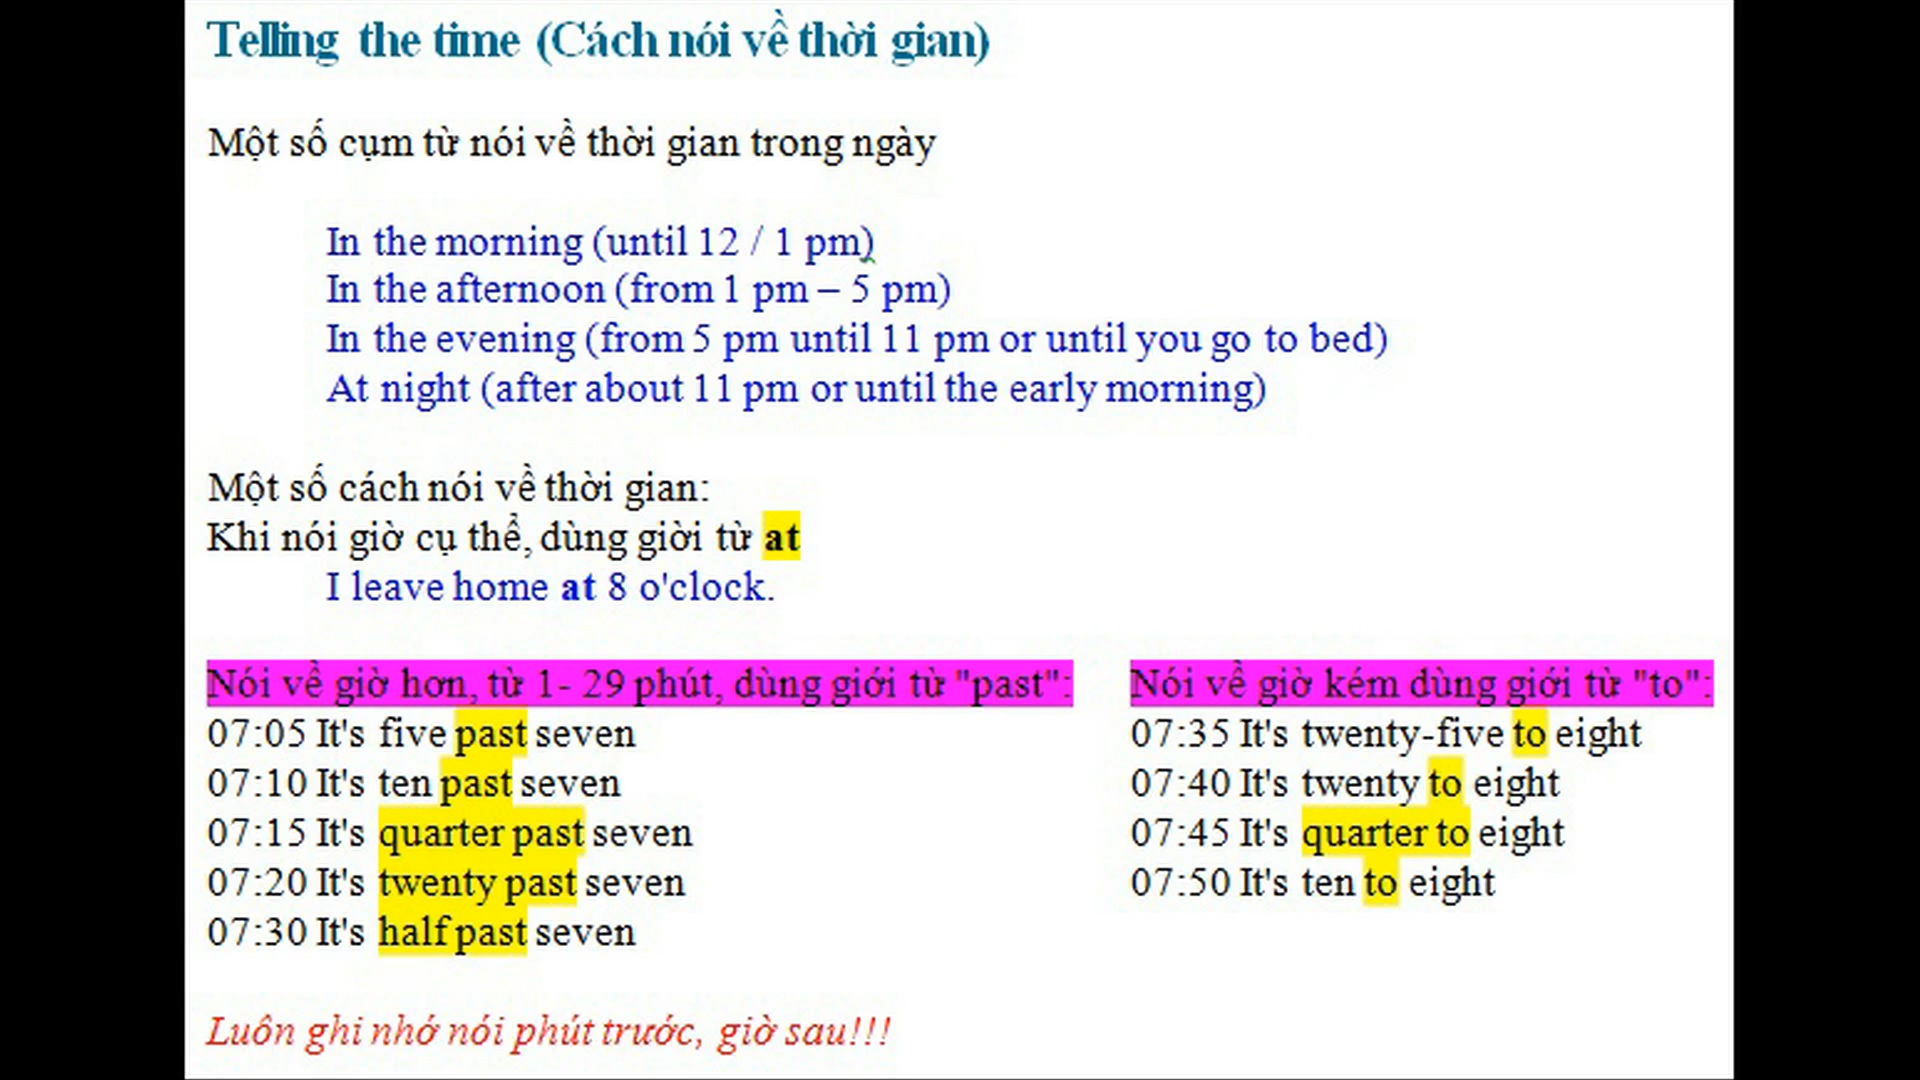 Telling the time (Cách nói về thời gian)
Một số cụm từ nói về thời gian trong ngày
In the morning (until 12 / 1 pm)
In the afternoon (from 1 pm – 5 pm)
In the evening (from 5 pm until 11 pm or until you go to bed)
At night (after about 11 pm or until the early morning)
Một số cách nói về thời gian:
Khi nói giờ cụ thể, dùng giời từ at
I leave home at 8 o'clock.
Nói về giờ hơn, từ 1- 29 phút, dùng giới từ "past":
07:05 It's five past seven
07:10 It's ten past seven
07:15 It's quarter past seven
07:20 It's twenty past seven
07:30 It's half past seven
Nói về giờ kém dùng giới từ "to":
07:35 It's twenty-five to eight
07:40 It's twenty to eight
07:45 It's quarter to eight
07:50 It's ten to eight
Luôn ghi nhớ nói phút trước, giờ sau!!!